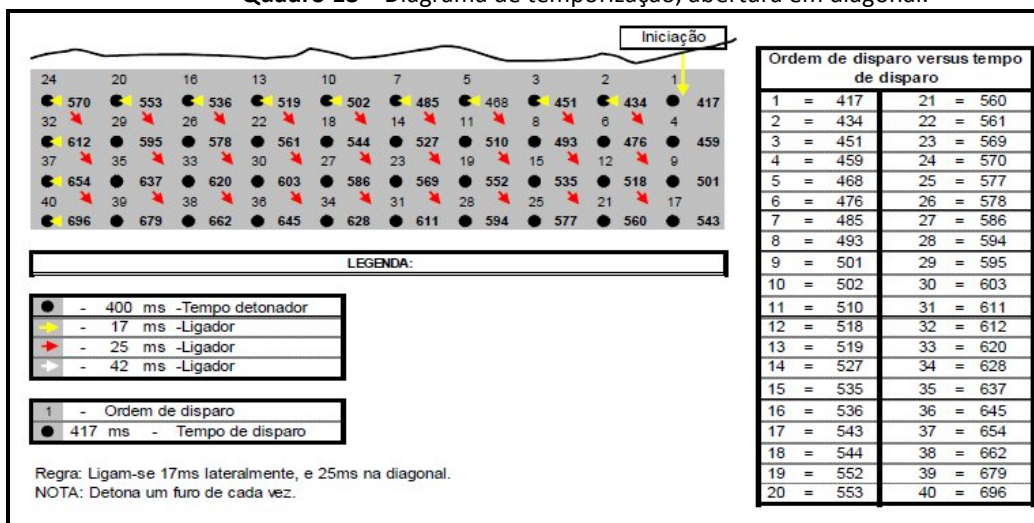 Quadro 18 – Diagrama de temporização, abertura em diagonal.
Iniciação
24 20 16 13 10 7 5 3 2 1
570 553 536 519 502 485 468 451 434 417
32 29 26 22 18 14 11 8 6 4
612 595 578 561 544 527 510 493 476 459
37 35 33 30 27 23 19 15 12 9
654 637 620 603 586 569 552 535 518 501
40 39 38 36 34 31 28 25 21 17
696 679 662 645 628 611 594 577 560 543
LEGENDA:
- 400 ms -Tempo detonador
- 17 ms -Ligador
- 25 ms -Ligador
- 42 ms -Ligador
1 - Ordem de disparo
417 ms - Tempo de disparo
Regra: Ligam-se 17ms lateralmente, e 25ms na diagonal.
NOTA: Detona um furo de cada vez.
Ordem de disparo versus tempo
de disparo
1 = 417 21 = 560
2 = 434 22 = 561
3 = 451 23 = 569
4 = 459 24 = 570
5 = 468 25 = 577
6 = 476 26 = 578
7 = 485 27 = 586
8 = 493 28 = 594
9 = 501 29 = 595
10 = 502 30 = 603
11 = 510 31 = 611
12 = 518 32 = 612
13 = 519 33 = 620
14 = 527 34 = 628
15 = 535 35 = 637
16 = 536 36 = 645
17 = 543 37 = 654
18 = 544 38 = 662
19 = 552 39 = 679
20 = 553 40 = 696